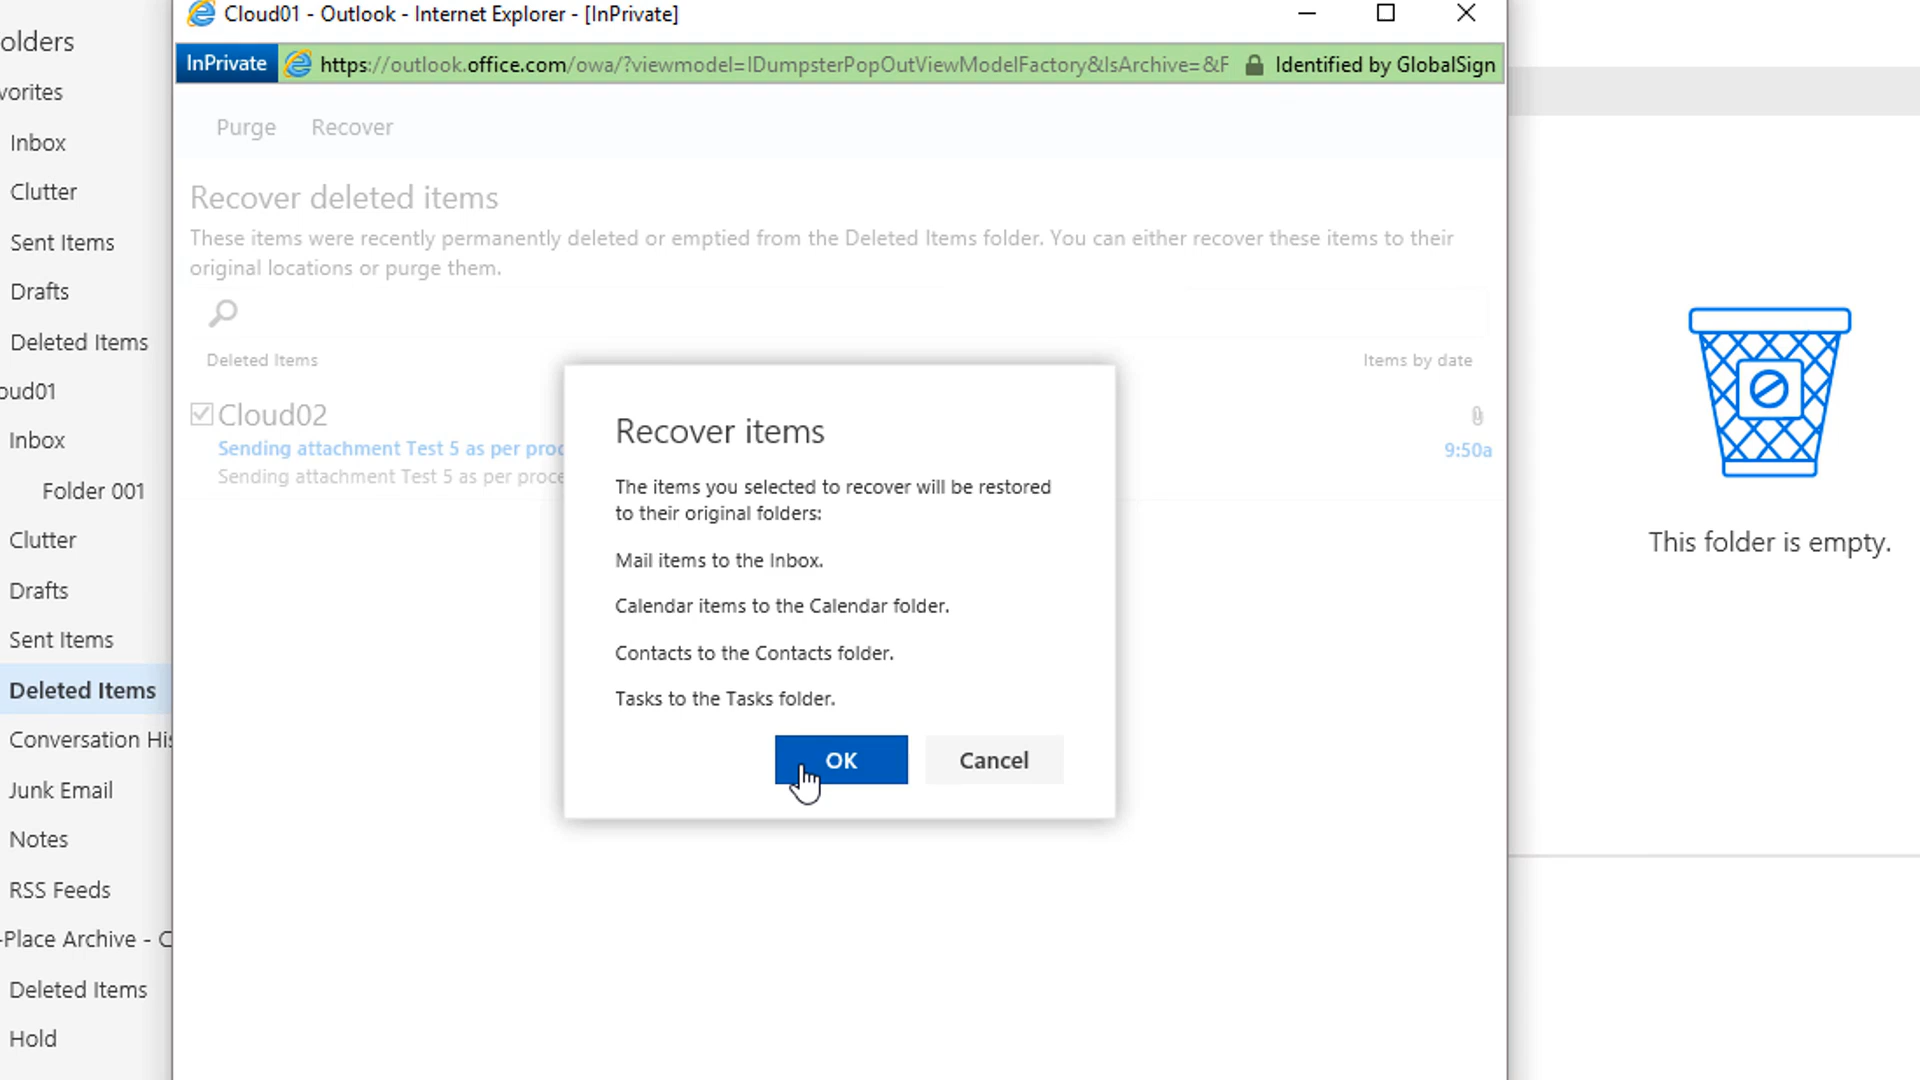 Cloud01 - Outlook - Internet Explorer - [InPrivate]
InPrivate
https://outlook.office.com/owa/?viewmodel=IDumpsterPopOutViewModelFactory&IsArchive=&F
Identified by GlobalSign
Purge Recover
Recover deleted items
These items were recently permanently deleted or emptied from the Deleted Items folder. You can either recover these items to their
original locations or purge them.
Deleted Items
Items by date
Cloud02
Sending attachment Test 5 as per proc
9:50a
Sending attachment Test 5 as per proce
Recover items
The items you selected to recover will be restored
to their original folders:
Mail items to the Inbox.
Calendar items to the Calendar folder.
Contacts to the Contacts folder.
Tasks to the Tasks folder.
OK
Cancel
olders
vorites
Inbox
Clutter
Sent Items
Drafts
Deleted Items
oud01
Inbox
Folder 001
Clutter
Drafts
Sent Items
Deleted Items
Conversation His
Junk Email
Notes
RSS Feeds
-Place Archive - C
Deleted Items
Hold
This folder is empty.